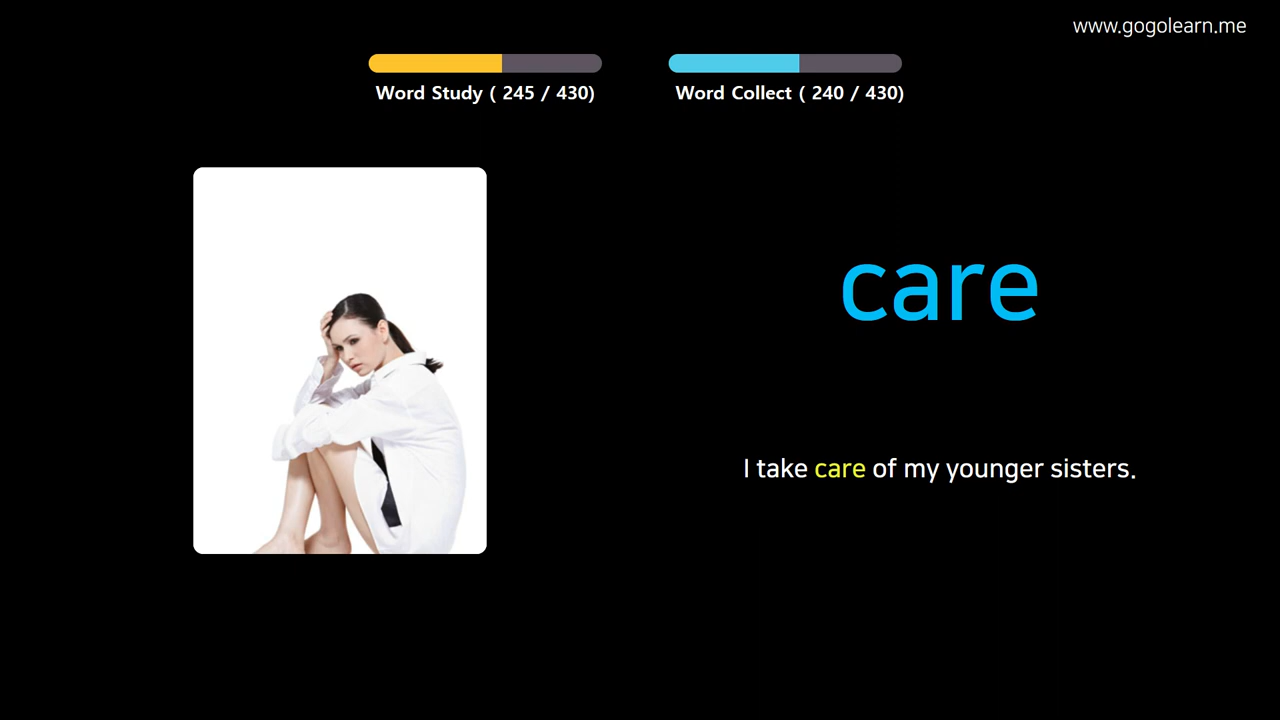 www.gogolearn.me
Word Study ( 245 / 430)
Word Collect ( 240 / 430)
care
I take care of my younger sisters.